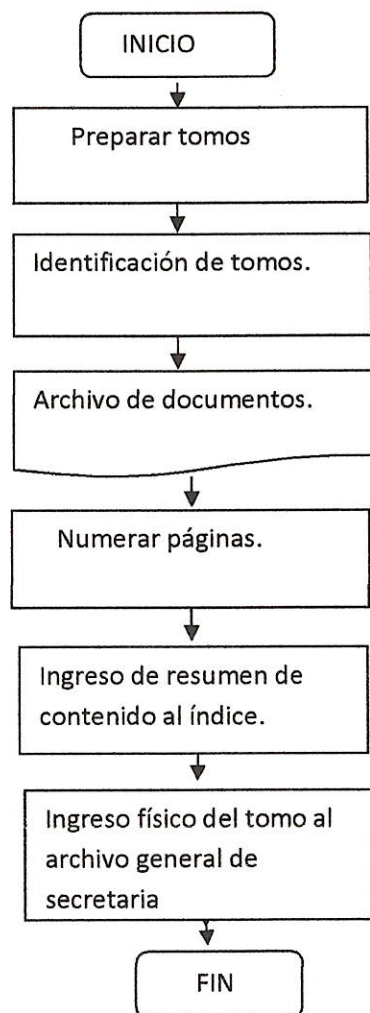 INICIO
Preparar tomos
Identificación de tomos.
Archivo de documentos.
Numerar páginas.
Ingreso de resumen de
contenido al índice.
Ingreso físico del tomo al
archivo general de
secretaria
FIN